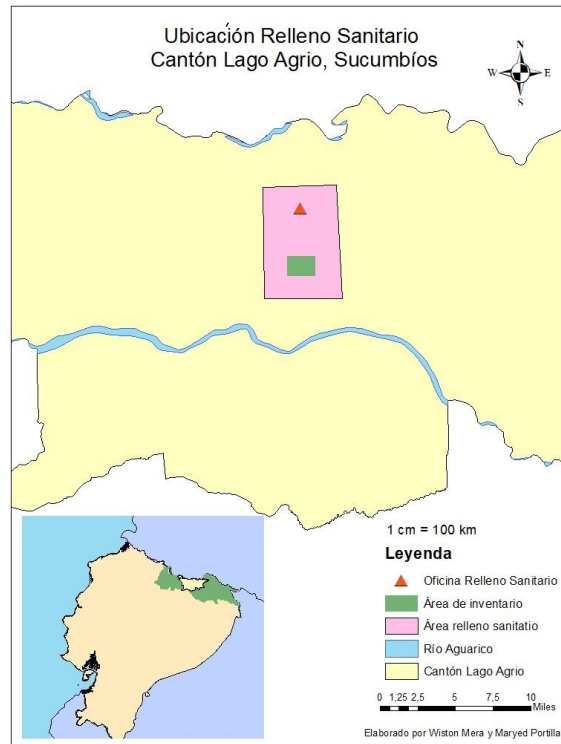 Ubicación Relleno Sanitario
Cantón Lago Agrio, Sucumbíos
N
W E
S
1 cm = 100 km
Leyenda
Oficina Relleno Sanitario
Área de inventario
Área relleno sanitatio
Río Aguarico
Cantón Lago Agrio
0 1,25 2,5 5 7,5 10
Miles
Elaborado por Wiston Mera y Maryed Portilla